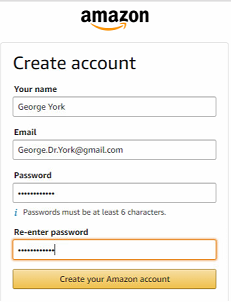 amazon
Create account
Your name
George York
Email
George.Dr.York@gmail.com
Password
••••••••••••
i Passwords must be at least 6 characters.
Re-enter password
••••••••••••
Create your Amazon account